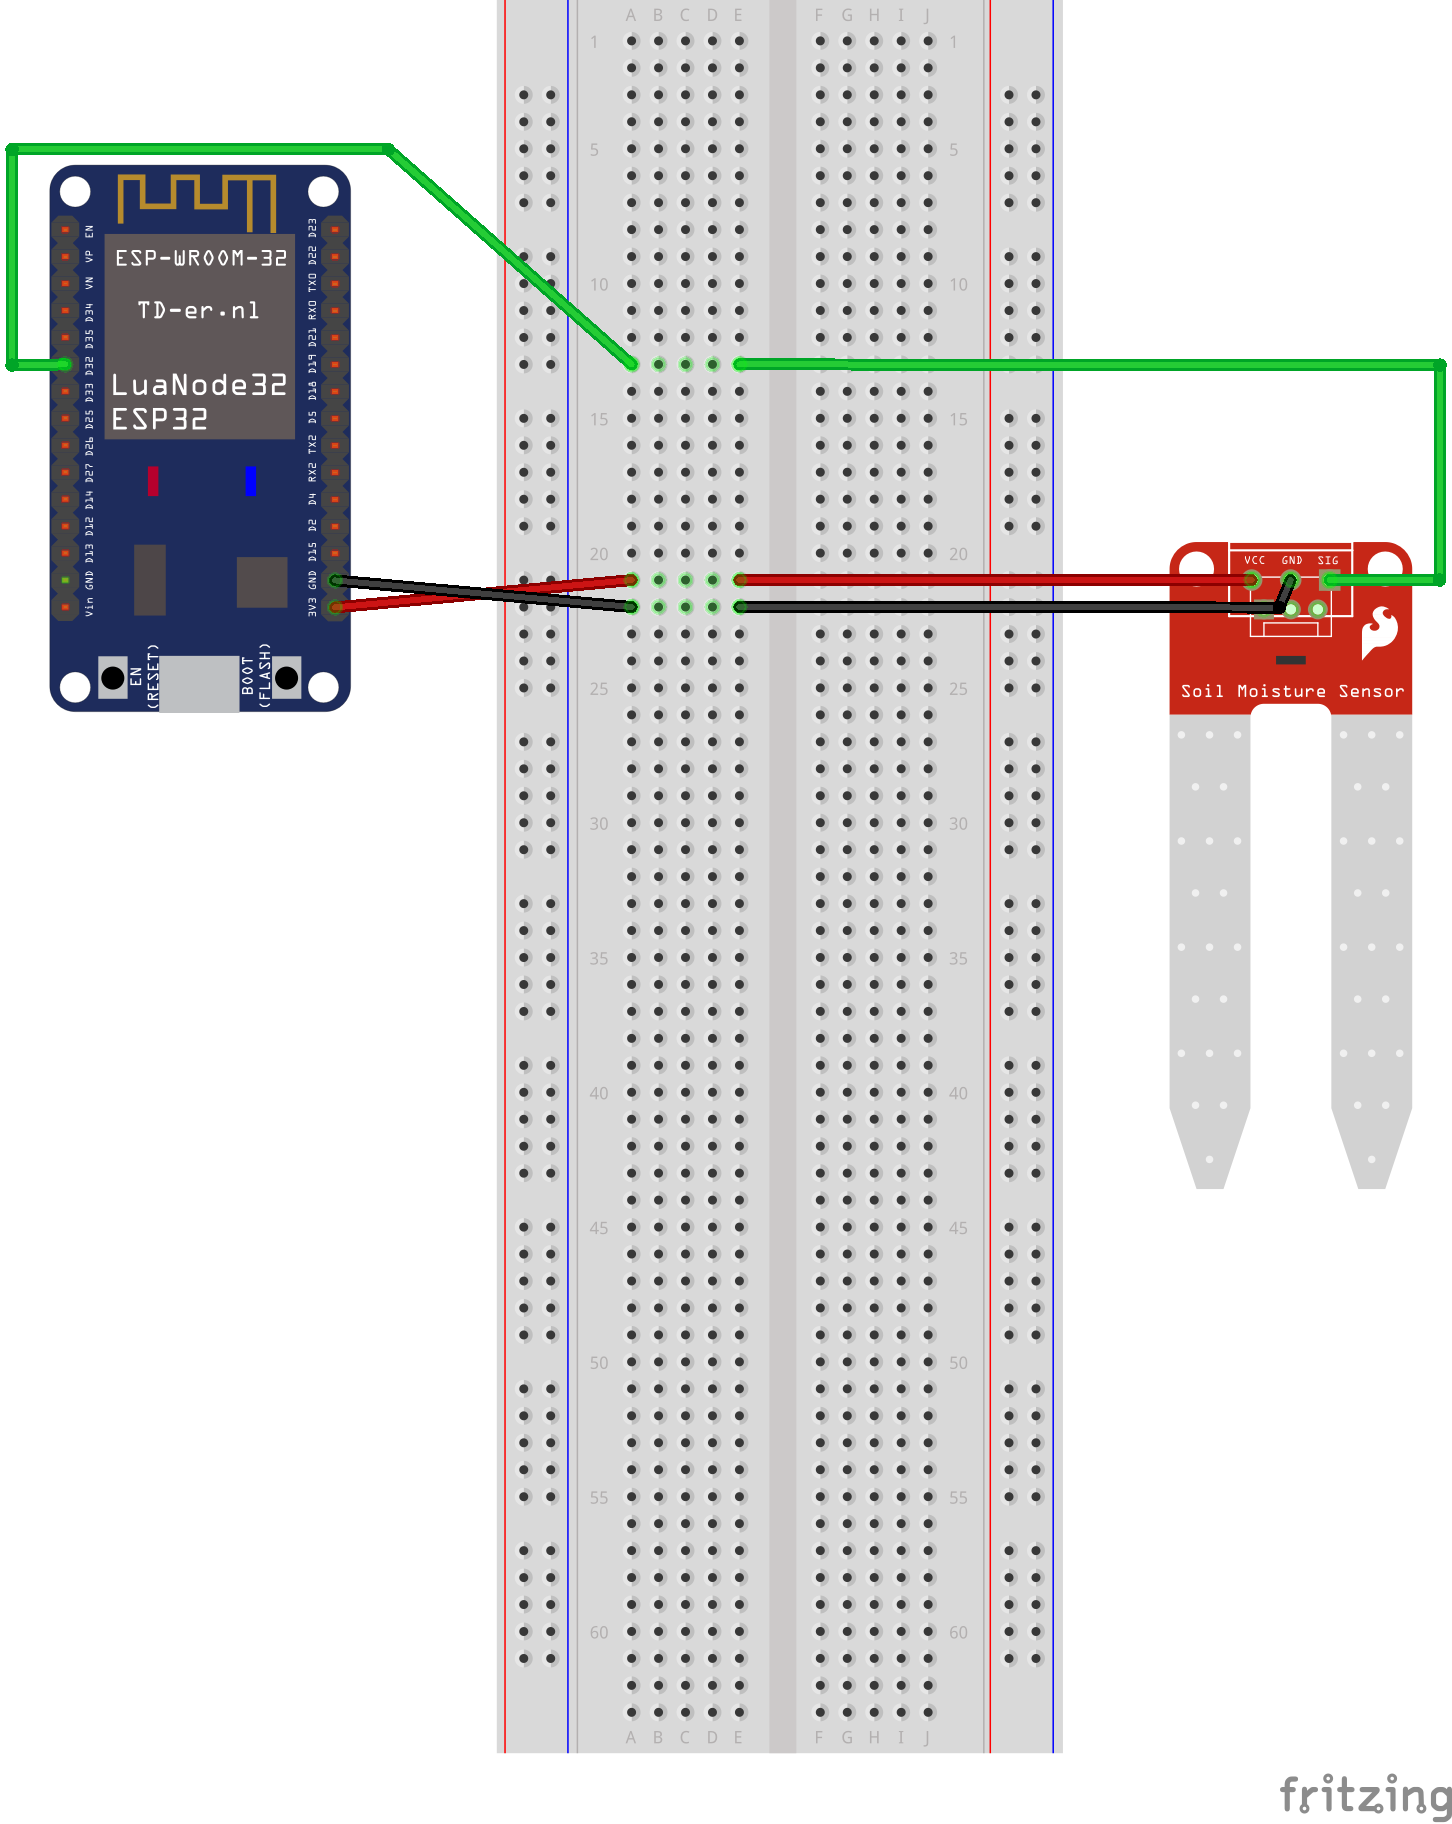 A B C D E F G H I J
1 1
5 5
10 10
15 15
20 20
25 25
30 30
35 35
40 40
45 45
50 50
55 55
60 60
A B C D E F G H I J
ESP-WROOM-32
TD-er.nl
LuaNode32
ESP32
EN
VP
VN
D34
D35
D32
D33
D25
D26
D27
D14
D12
D13
GND
Vin
D23
D22
TX0
RX0
D21
D19
D18
D5
TX2
RX2
D4
D2
D15
GND
3V3
EN
(RESET)
BOOT
(FLASH)
VCC GND SIG
Soil Moisture Sensor
fritzing